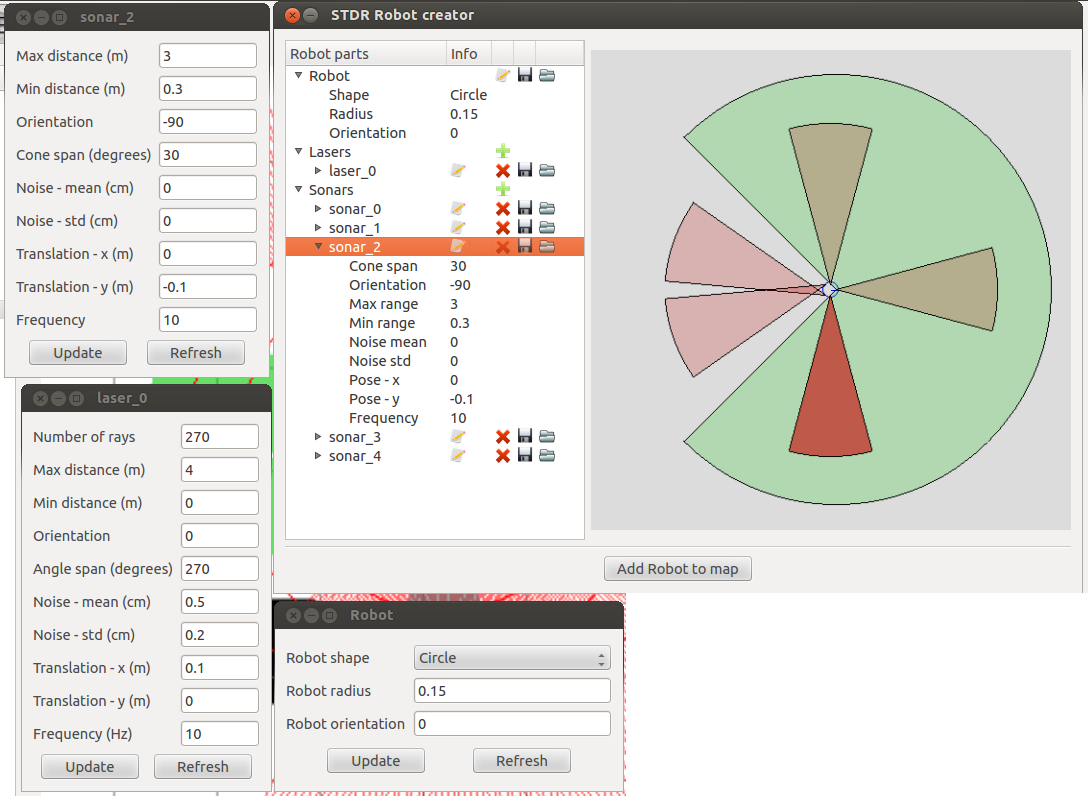 sonar_2
Max distance (m) 3
Min distance (m) 0.3
Orientation -90
Cone span (degrees) 30
Noise - mean (cm) 0
Noise - std (cm) 0
Translation - x (m) 0
Translation - y (m) -0.1
Frequency 10
Update Refresh
laser_0
Number of rays 270
Max distance (m) 4
Min distance (m) 0
Orientation 0
Angle span (degrees) 270
Noise - mean (cm) 0.5
Noise - std (cm) 0.2
Translation - x (m) 0.1
Translation - y (m) 0
Frequency (Hz) 10
Update Refresh
STDR Robot creator
Robot parts Info
Robot
Shape Circle
Radius 0.15
Orientation 0
Lasers
laser_0
Sonars
sonar_0
sonar_1
sonar_2
Cone span 30
Orientation -90
Max range 3
Min range 0.3
Noise mean 0
Noise std 0
Pose - x 0
Pose - y -0.1
Frequency 10
sonar_3
sonar_4
Add Robot to map
Robot
Robot shape Circle
Robot radius 0.15
Robot orientation 0
Update Refresh